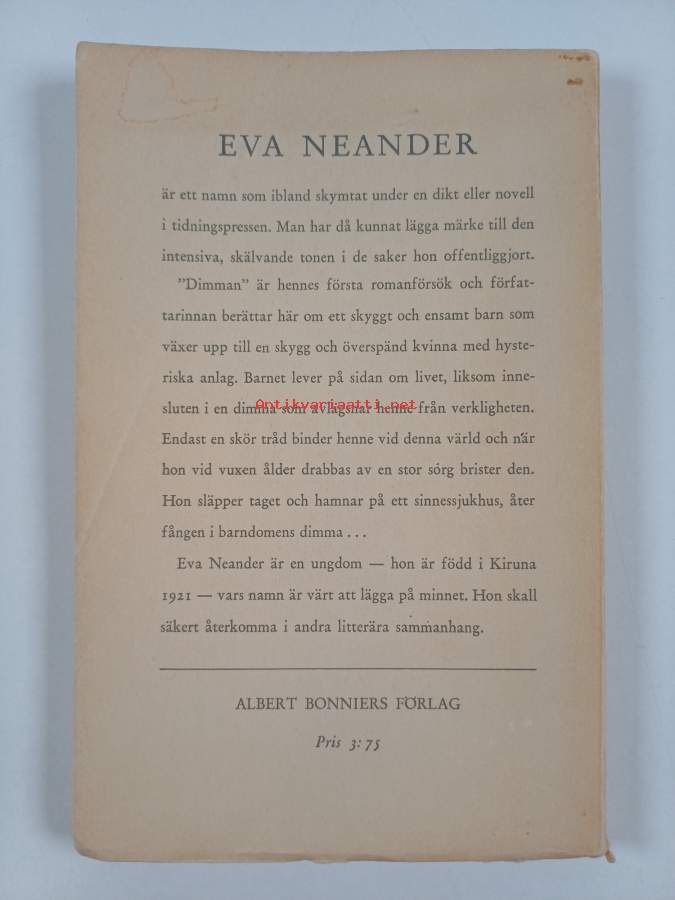 EVA NEANDER
är ett namn som ibland skymtat under en dikt eller novell
i tidningspressen. Man har då kunnat lägga märke till den
intensiva, skälvande tonen i de saker hon offentliggjort.
”Dimman” är hennes första romanförsök och förfat-
tarinnan berättar här om ett skyggt och ensamt barn som
växer upp till en skygg och överspänd kvinna med hyste-
riska anlag. Barnet lever på sidan om livet, liksom inne-
sluten i en dimma som avlägsnar henne från verkligheten.
Antikvariaatti.net
Endast en skör tråd binder henne vid denna värld och när
hon vid vuxen ålder drabbas av en stor sorg brister den.
Hon släpper taget och hamnar på ett sinnessjukhus, åter
fången i barndomens dimma ...
Eva Neander är en ungdom — hon är född i Kiruna
1921 — vars namn är värt att lägga på minnet. Hon skall
säkert återkomma i andra litterära sammanhang.
ALBERT BONNIERS FÖRLAG
Pris 3:75